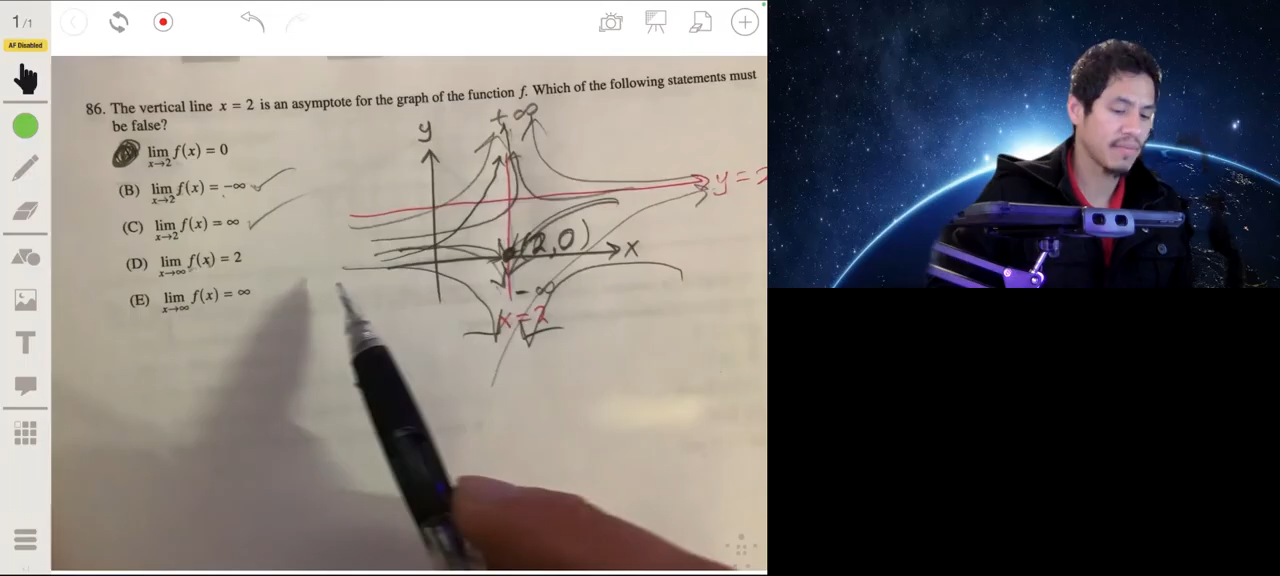 1/1
AF Disabled
86. The vertical line x = 2 is an asymptote for the graph of the function f. Which of the following statements must
be false?
lim x→2 f(x) = 0
(B) lim x→2 f(x) = -∞
(C) lim x→2 f(x) = ∞
(D) lim x→∞ f(x) = 2
(E) lim x→∞ f(x) = ∞
+∞
y
y = 2
(2,0)
x
-∞
x = 2
T